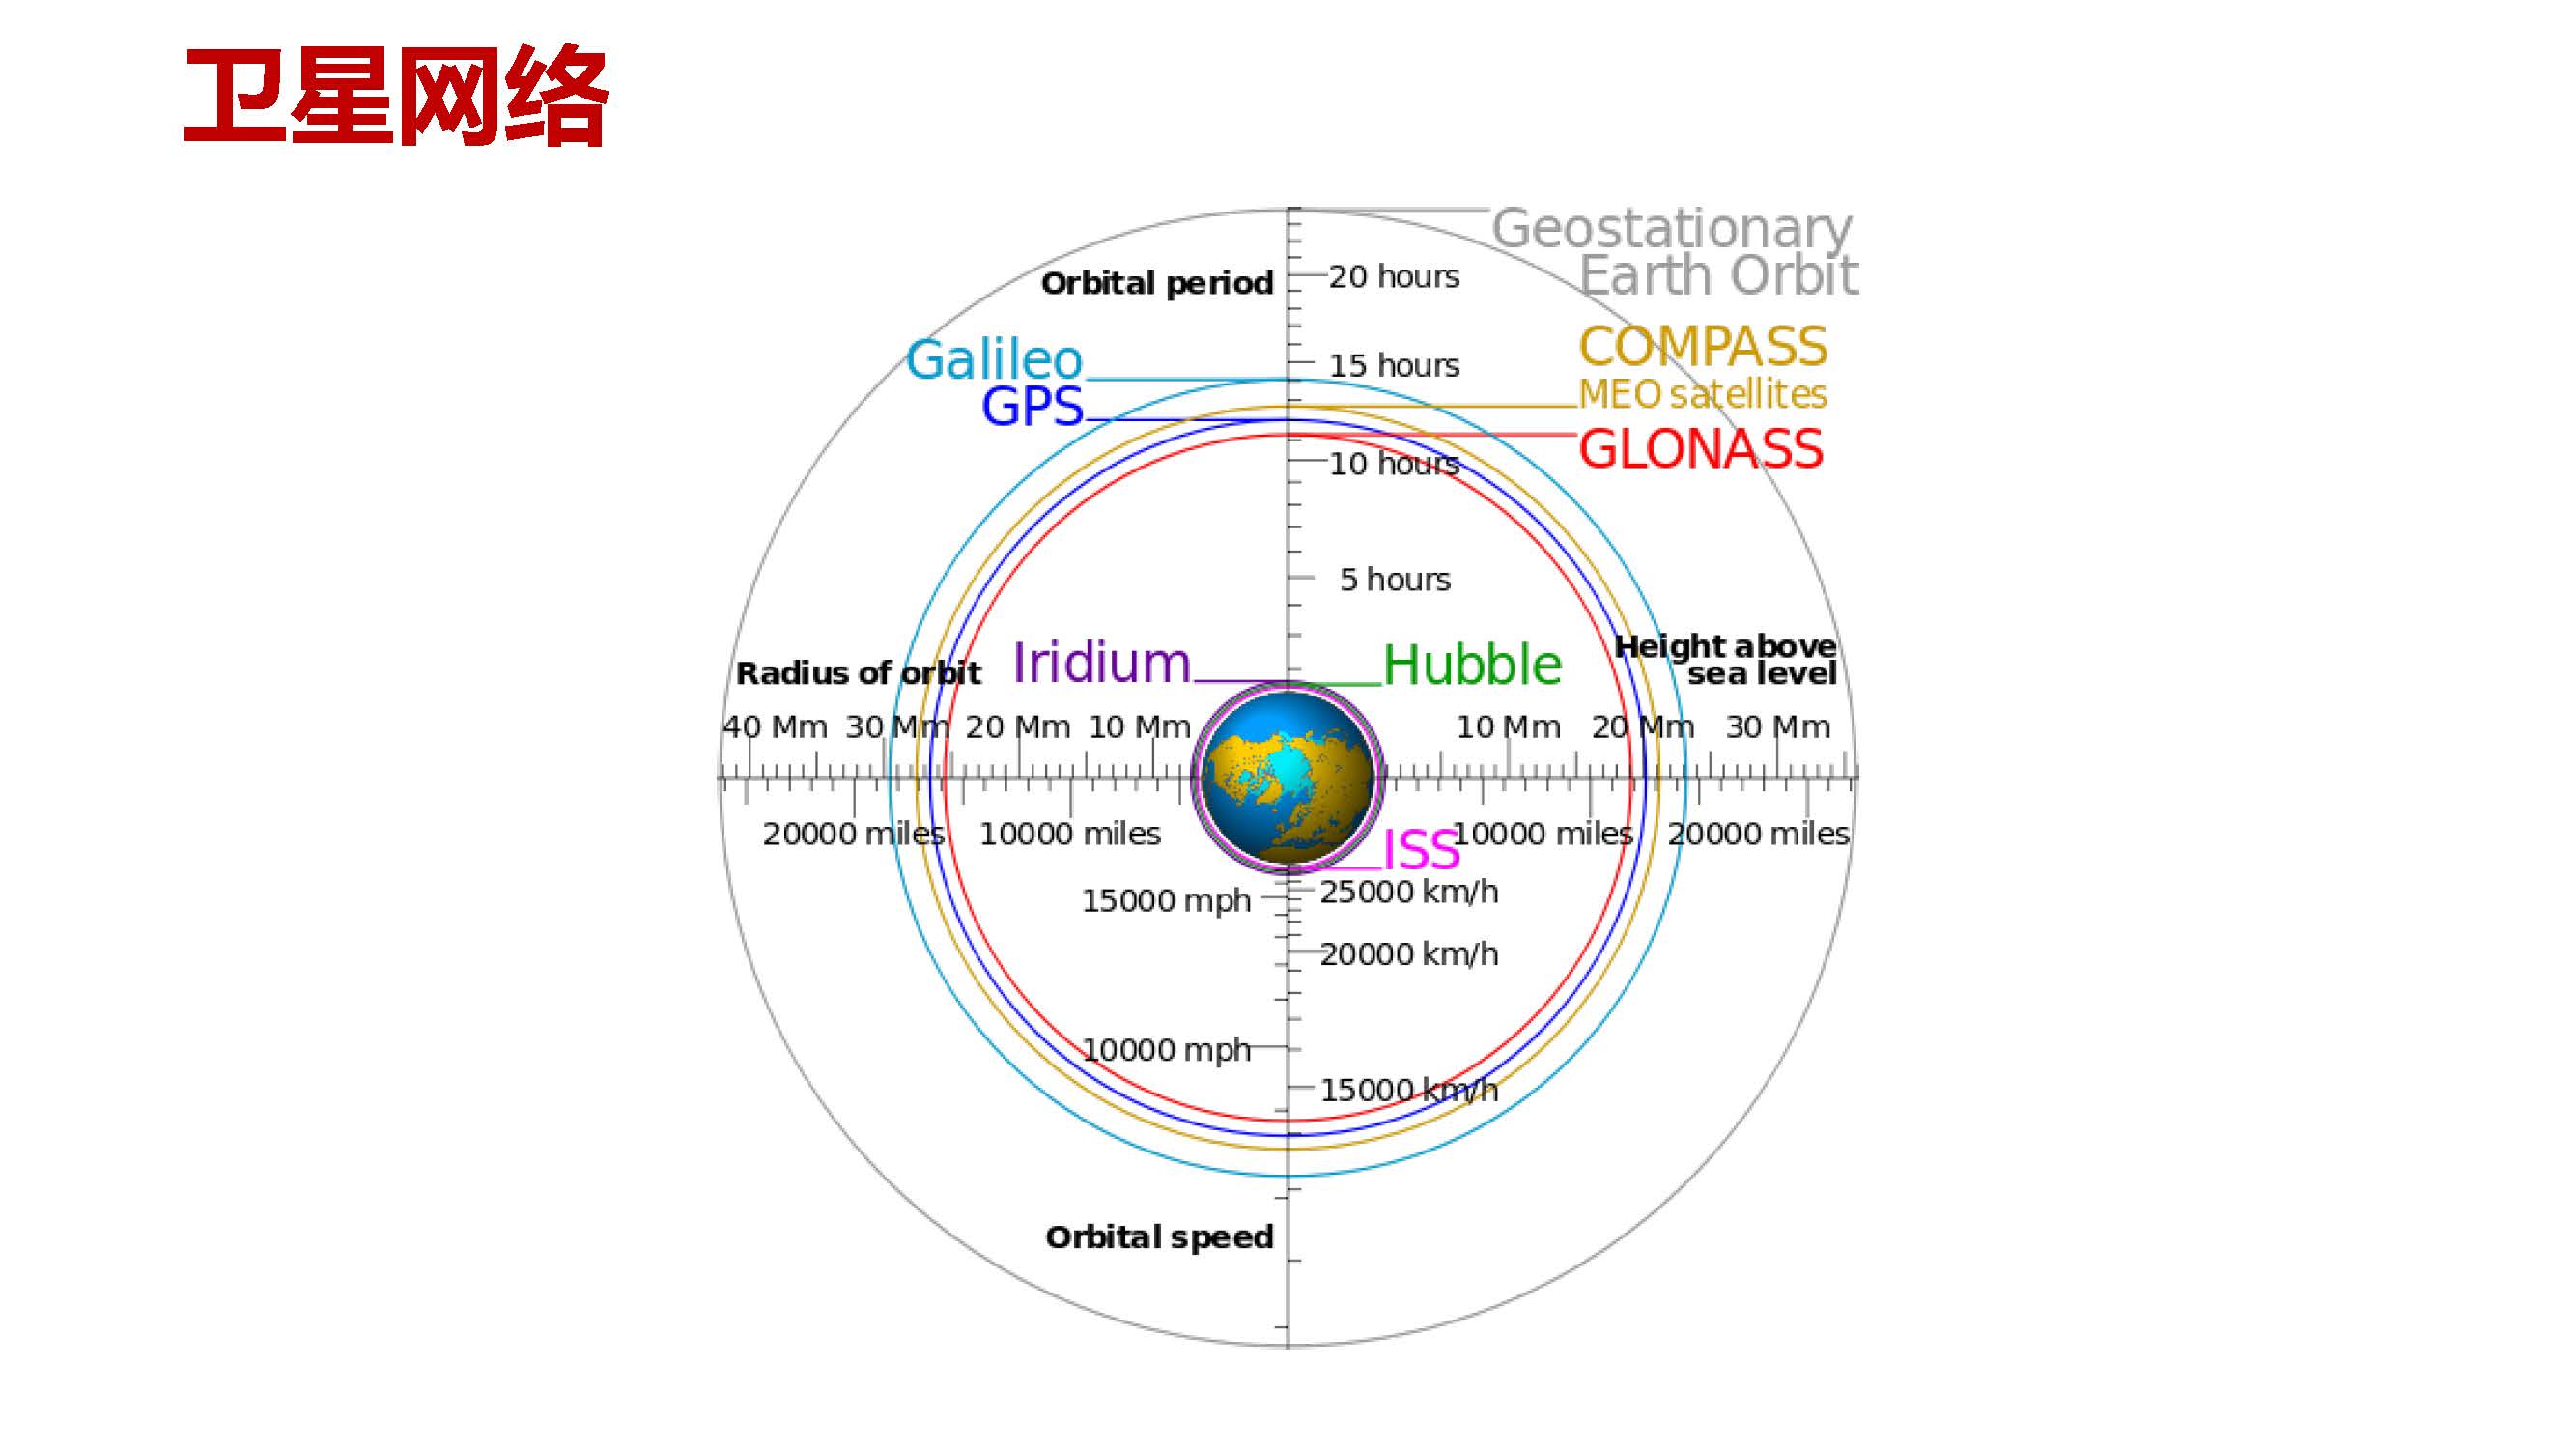 卫星网络
Geostationary
Earth Orbit
Orbital period
20 hours
Galileo
15 hours
COMPASS
GPS
MEO satellites
GLONASS
10 hours
5 hours
Iridium
Hubble
Height above
sea level
Radius of orbit
40 Mm 30 Mm 20 Mm 10 Mm 10 Mm 20 Mm 30 Mm
20000 miles 10000 miles 10000 miles 20000 miles
ISS
15000 mph
25000 km/h
20000 km/h
10000 mph
15000 km/h
Orbital speed